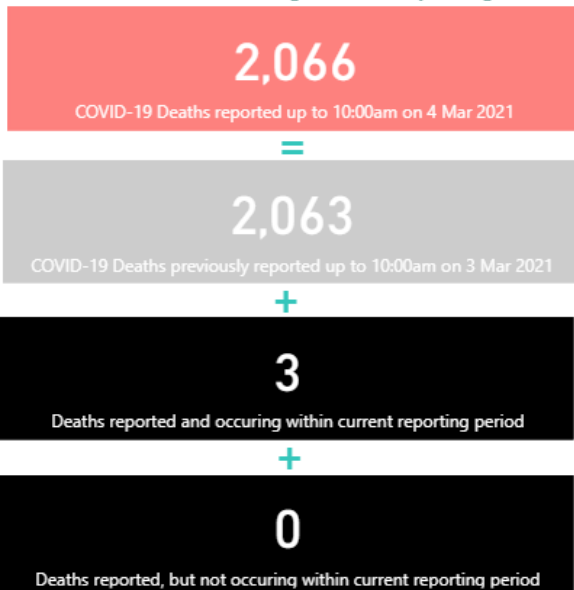 2,066
COVID-19 Deaths reported up to 10:00am on 4 Mar 2021
=
2,063
COVID-19 Deaths previously reported up to 10:00am on 3 Mar 2021
+
3
Deaths reported and occuring within current reporting period
+
0
Deaths reported, but not occuring within current reporting period